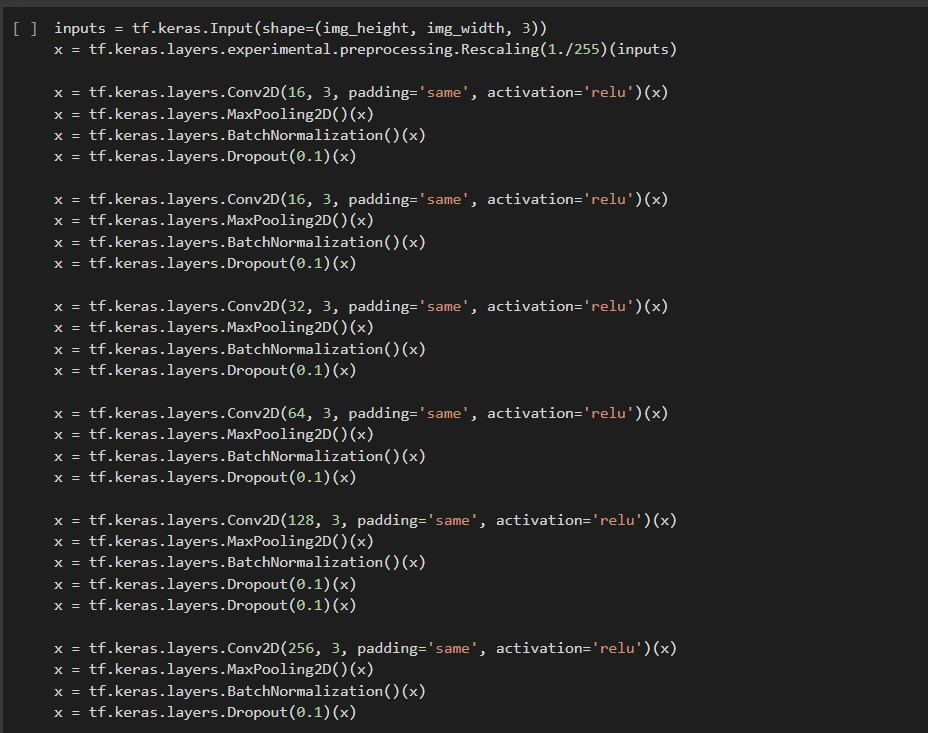 [ ] inputs = tf.keras.Input(shape=(img_height, img_width, 3))
x = tf.keras.layers.experimental.preprocessing.Rescaling(1./255)(inputs)
x = tf.keras.layers.Conv2D(16, 3, padding='same', activation='relu')(x)
x = tf.keras.layers.MaxPooling2D()(x)
x = tf.keras.layers.BatchNormalization()(x)
x = tf.keras.layers.Dropout(0.1)(x)
x = tf.keras.layers.Conv2D(16, 3, padding='same', activation='relu')(x)
x = tf.keras.layers.MaxPooling2D()(x)
x = tf.keras.layers.BatchNormalization()(x)
x = tf.keras.layers.Dropout(0.1)(x)
x = tf.keras.layers.Conv2D(32, 3, padding='same', activation='relu')(x)
x = tf.keras.layers.MaxPooling2D()(x)
x = tf.keras.layers.BatchNormalization()(x)
x = tf.keras.layers.Dropout(0.1)(x)
x = tf.keras.layers.Conv2D(64, 3, padding='same', activation='relu')(x)
x = tf.keras.layers.MaxPooling2D()(x)
x = tf.keras.layers.BatchNormalization()(x)
x = tf.keras.layers.Dropout(0.1)(x)
x = tf.keras.layers.Conv2D(128, 3, padding='same', activation='relu')(x)
x = tf.keras.layers.MaxPooling2D()(x)
x = tf.keras.layers.BatchNormalization()(x)
x = tf.keras.layers.Dropout(0.1)(x)
x = tf.keras.layers.Dropout(0.1)(x)
x = tf.keras.layers.Conv2D(256, 3, padding='same', activation='relu')(x)
x = tf.keras.layers.MaxPooling2D()(x)
x = tf.keras.layers.BatchNormalization()(x)
x = tf.keras.layers.Dropout(0.1)(x)